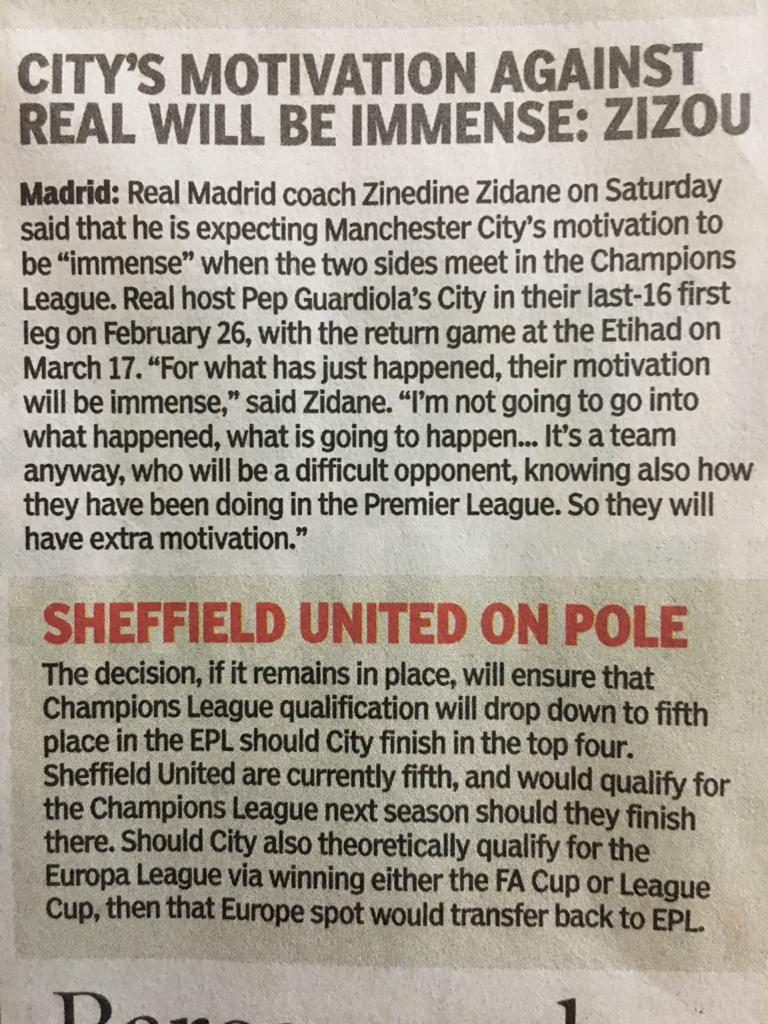 CITY'S MOTIVATION AGAINST
REAL WILL BE IMMENSE: ZIZOU
Madrid: Real Madrid coach Zinedine Zidane on Saturday
said that he is expecting Manchester City's motivation to
be “immense” when the two sides meet in the Champions
League. Real host Pep Guardiola's City in their last-16 first
leg on February 26, with the return game at the Etihad on
March 17. “For what has just happened, their motivation
will be immense,” said Zidane. “I'm not going to go into
what happened, what is going to happen... It's a team
anyway, who will be a difficult opponent, knowing also how
they have been doing in the Premier League. So they will
have extra motivation.”
SHEFFIELD UNITED ON POLE
The decision, if it remains in place, will ensure that
Champions League qualification will drop down to fifth
place in the EPL should City finish in the top four.
Sheffield United are currently fifth, and would qualify for
the Champions League next season should they finish
there. Should City also theoretically qualify for the
Europa League via winning either the FA Cup or League
Cup, then that Europe spot would transfer back to EPL.